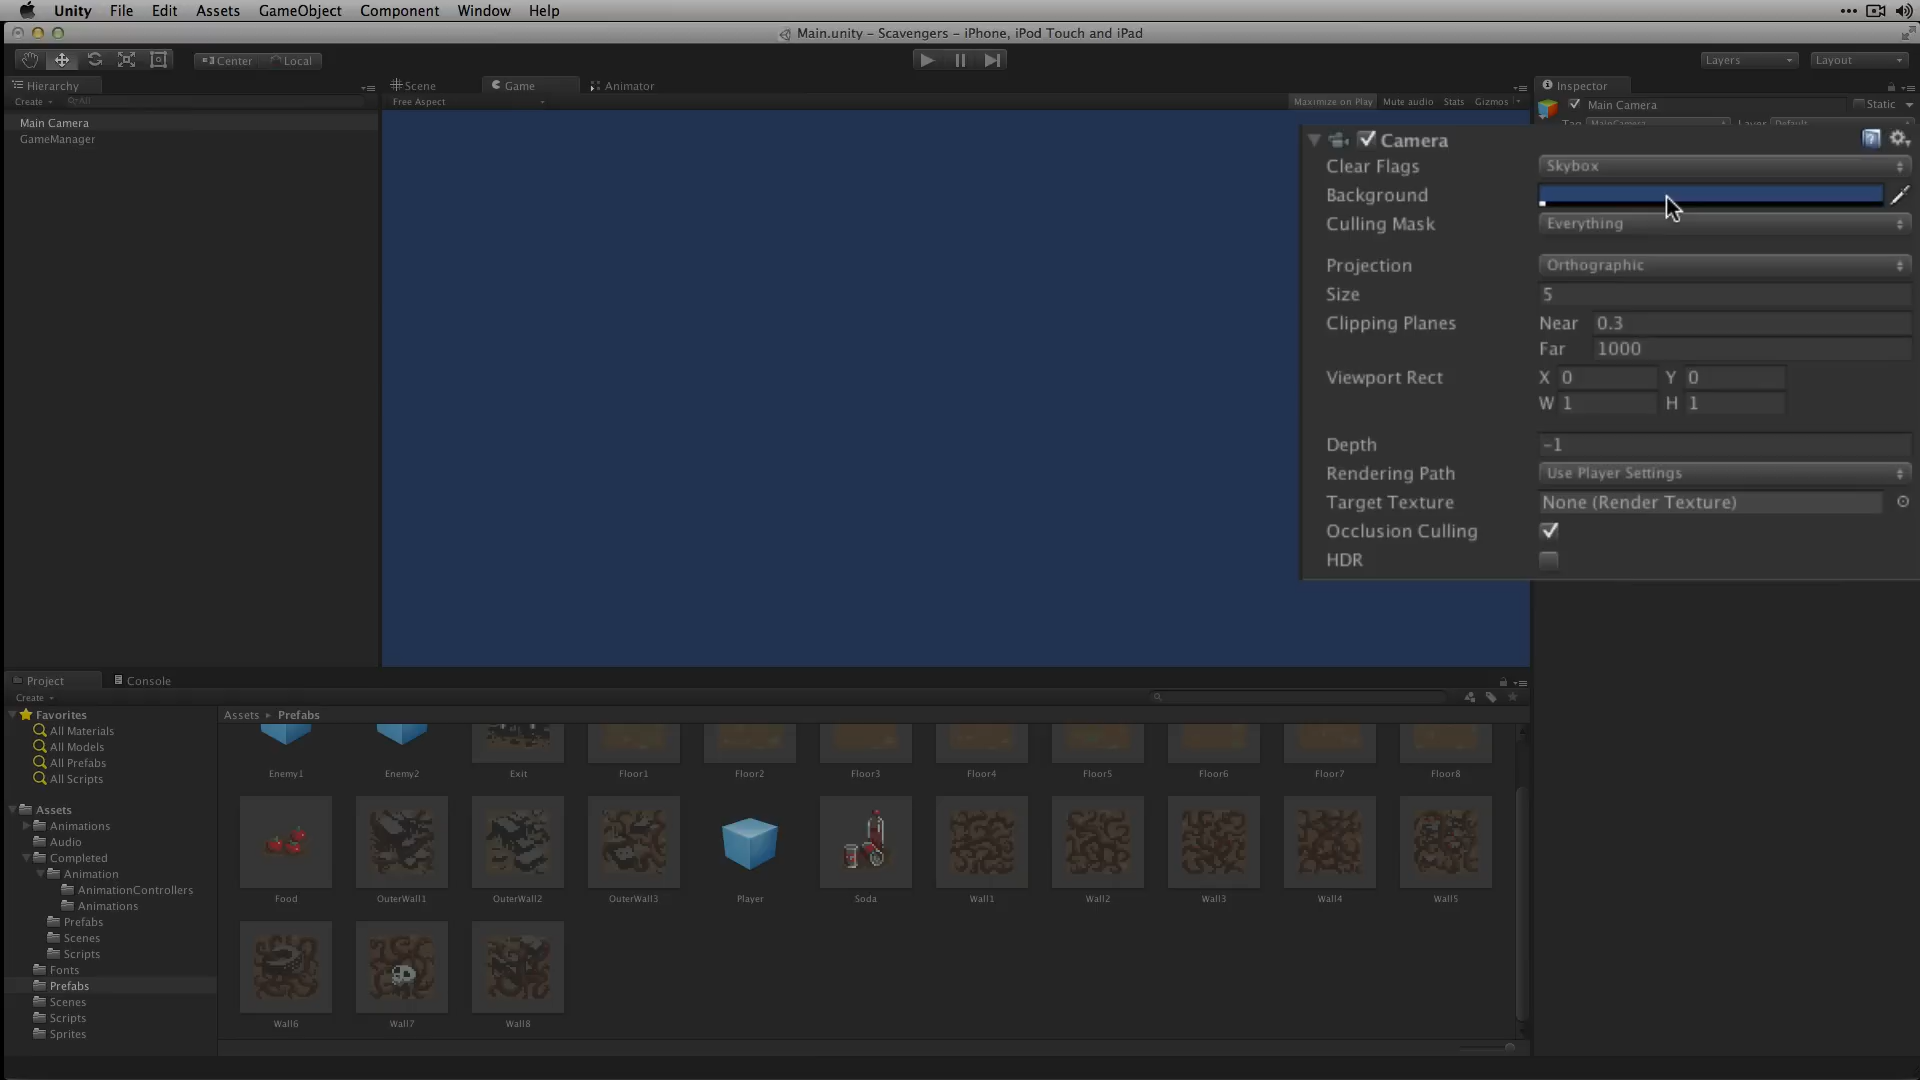 Unity File Edit Assets GameObject Component Window Help
Main.unity – Scavengers – iPhone, iPod Touch and iPad
Center Local
Layers Layout
Hierarchy
Create All
Main Camera
GameManager
Scene Game Animator
Free Aspect
Maximize on Play Mute audio Stats Gizmos
Inspector
Main Camera Static
Tag MainCamera Layer Default
Camera
Clear Flags Skybox
Background
Culling Mask Everything
Projection Orthographic
Size 5
Clipping Planes Near 0.3
Far 1000
Viewport Rect X 0 Y 0
W 1 H 1
Depth -1
Rendering Path Use Player Settings
Target Texture None (Render Texture)
Occlusion Culling
HDR
Project Console
Create
Favorites
All Materials
All Models
All Prefabs
All Scripts
Assets
Animations
Audio
Completed
Animation
AnimationControllers
Animations
Prefabs
Scenes
Scripts
Fonts
Prefabs
Scenes
Scripts
Sprites
Assets Prefabs
Enemy1 Enemy2 Exit Floor1 Floor2 Floor3 Floor4 Floor5 Floor6 Floor7 Floor8
Food OuterWall1 OuterWall2 OuterWall3 Player Soda Wall1 Wall2 Wall3 Wall4 Wall5
Wall6 Wall7 Wall8